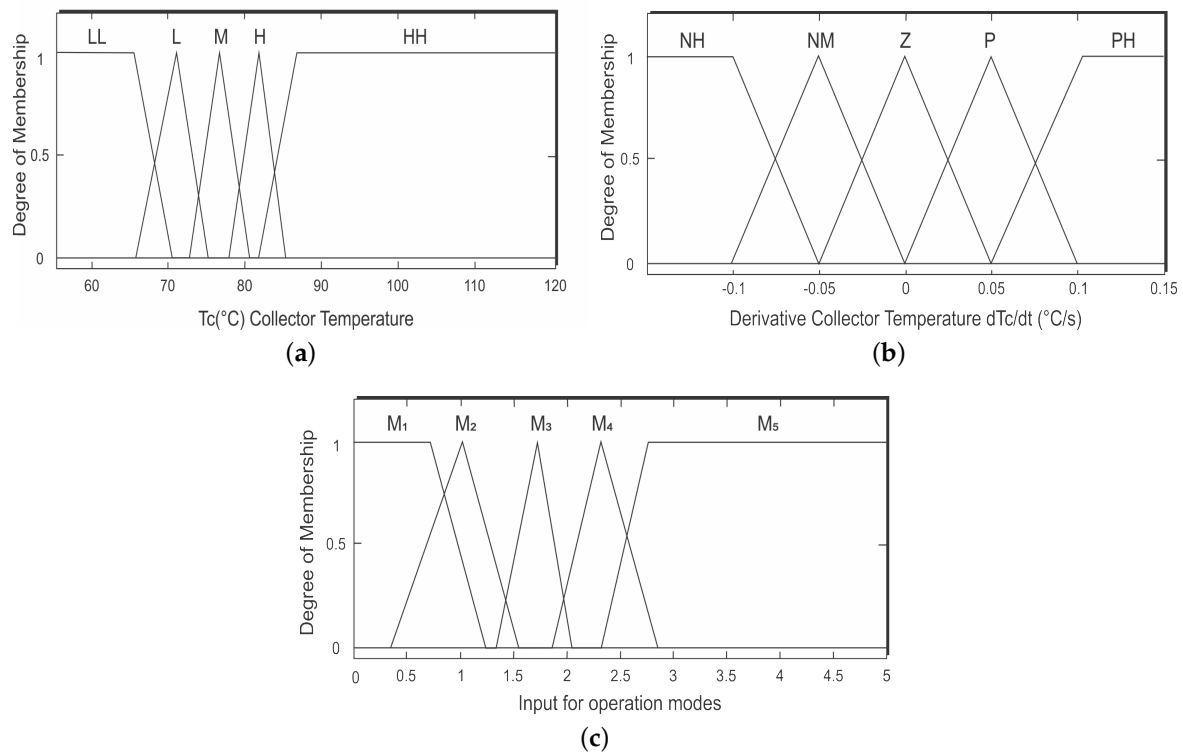 LL L M H HH
Degree of Membership
1
0.5
0
60 70 80 90 100 110 120
Tc(°C) Collector Temperature
(a)
NH NM Z P PH
Degree of Membership
1
0.5
0
-0.1 -0.05 0 0.05 0.1 0.15
Derivative Collector Temperature dTc/dt (°C/s)
(b)
M₁ M₂ M₃ M₄ M₅
Degree of Membership
1
0.5
0
0 0.5 1 1.5 2 2.5 3 3.5 4 4.5 5
Input for operation modes
(c)